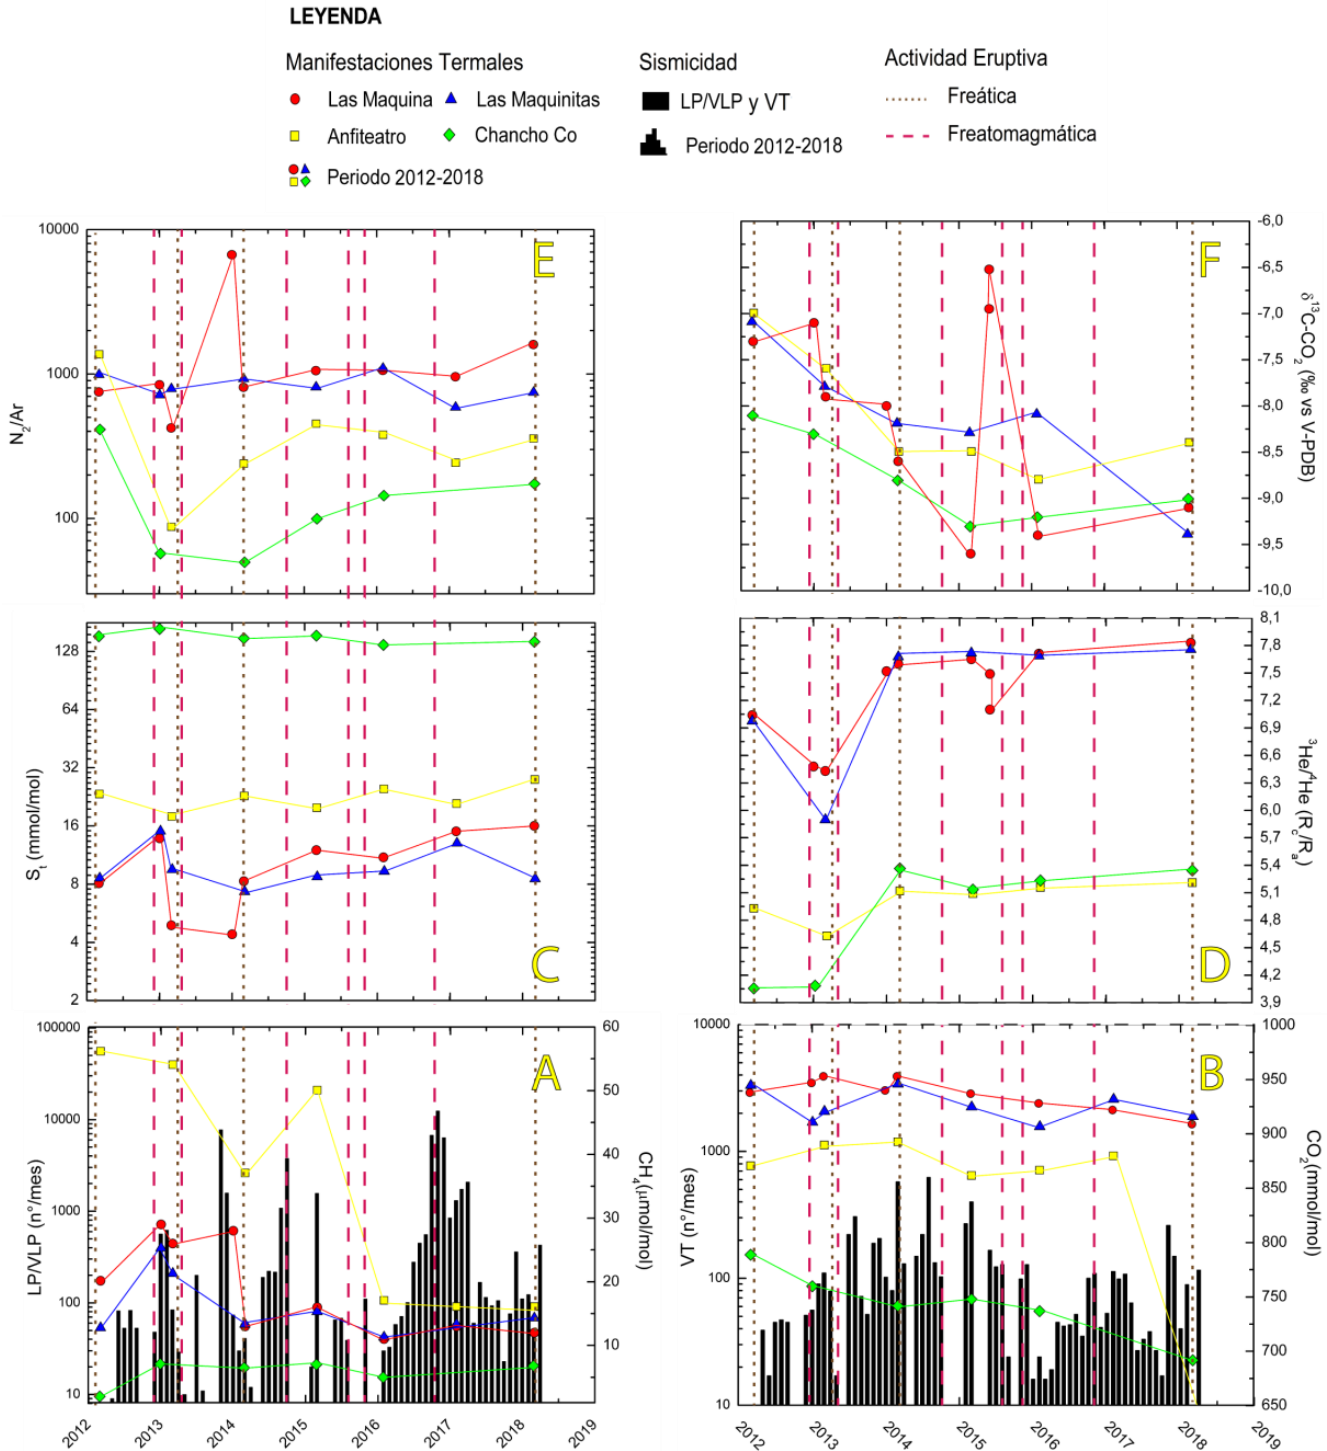 LEYENDA
Manifestaciones Termales
Sismicidad
Actividad Eruptiva
Las Maquina
Las Maquinitas
LP/VLP y VT
Freática
Anfiteatro
Chancho Co
Periodo 2012-2018
Freatomagmática
Periodo 2012-2018
10000
1000
100
N₂/Ar
E
-6,0
-6,5
-7,0
-7,5
-8,0
-8,5
-9,0
-9,5
-10,0
δ¹³C-CO₂ (‰ vs V-PDB)
F
128
64
32
16
8
4
2
Sₜ (mmol/mol)
C
8,1
7,8
7,5
7,2
6,9
6,6
6,3
6,0
5,7
5,4
5,1
4,8
4,5
4,2
3,9
³He/⁴He (R꜀/Rₐ)
D
100000
10000
1000
100
10
LP/VLP (n°/mes)
A
60
50
40
30
20
10
CH₄(μmol/mol)
2012
2013
2014
2015
2016
2017
2018
2019
10000
1000
100
10
VT (n°/mes)
B
1000
950
900
850
800
750
700
650
CO₂(mmol/mol)
2012
2013
2014
2015
2016
2017
2018
2019